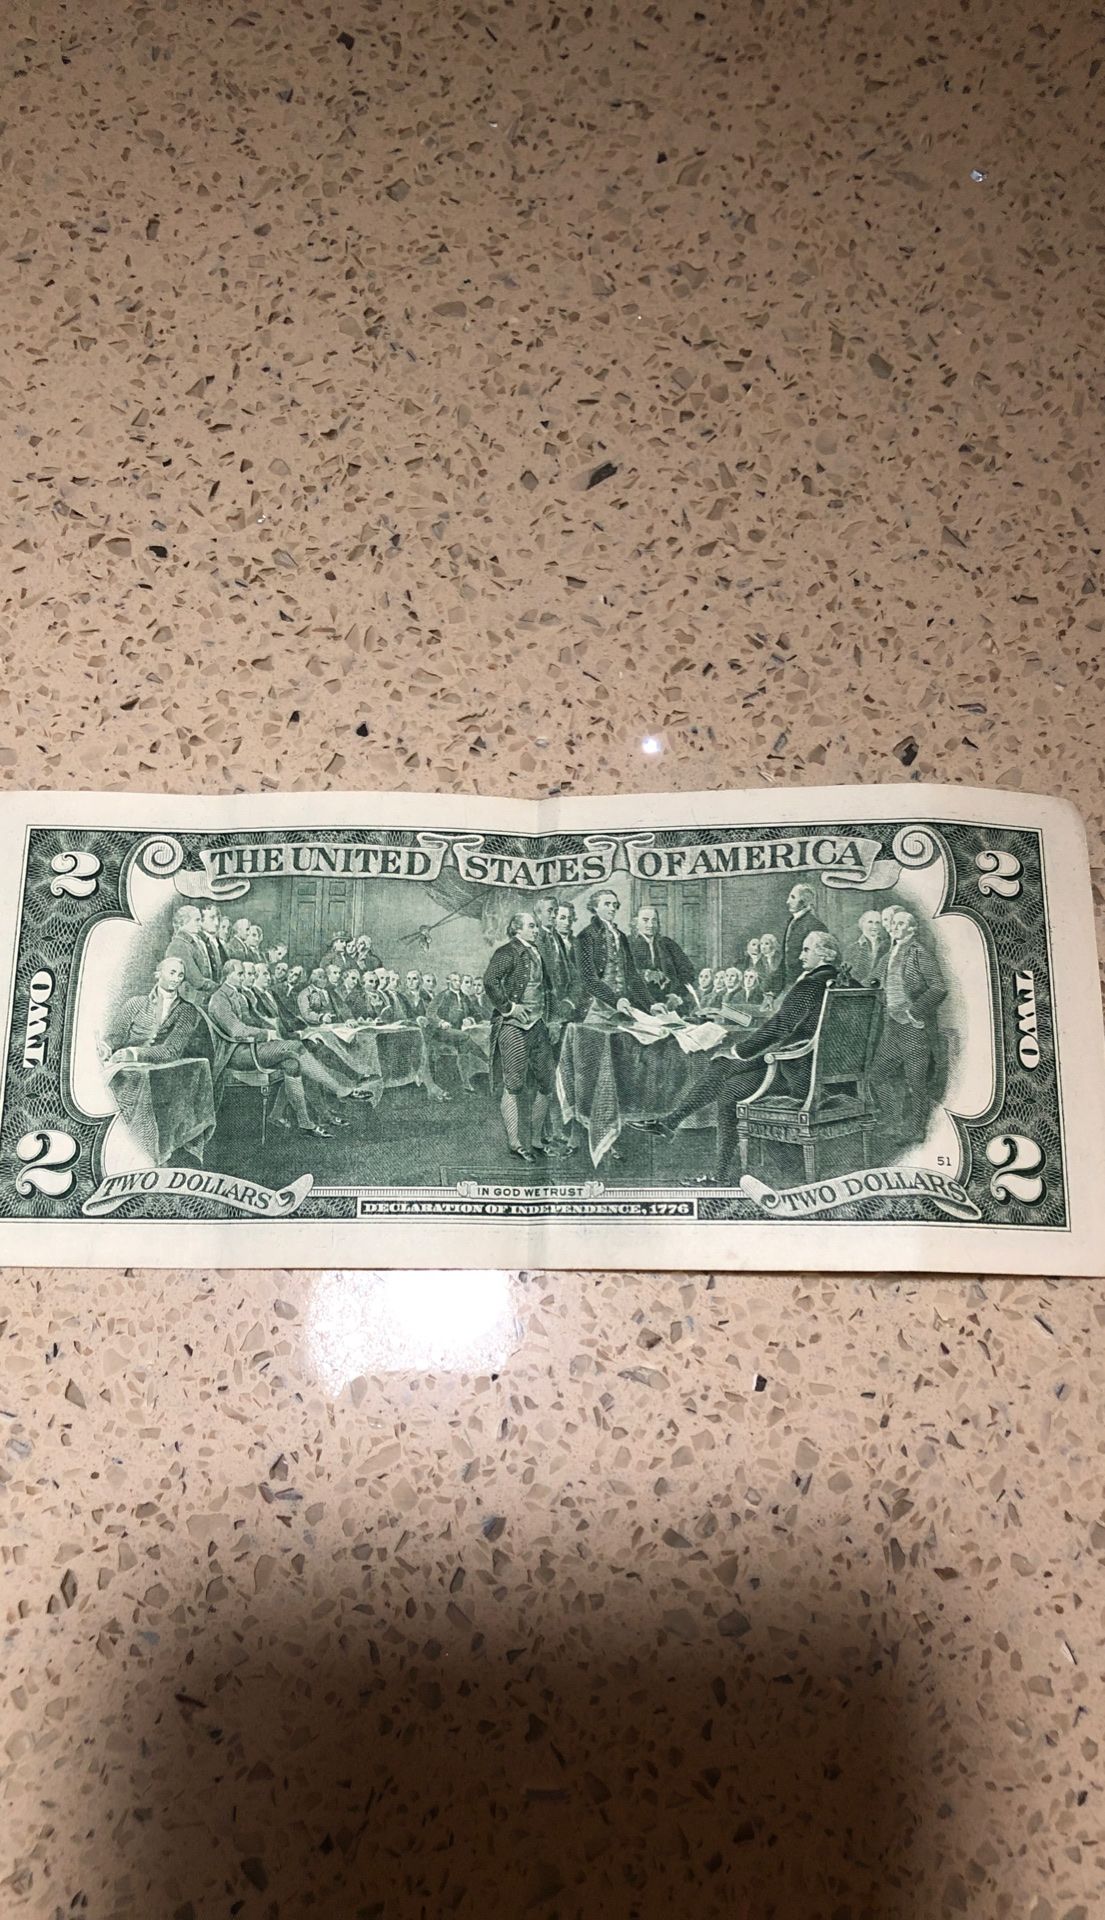 THE UNITED STATES OF AMERICA
2
2
TWO
TWO
2
2
51
TWO DOLLARS
TWO DOLLARS
IN GOD WE TRUST
DECLARATION OF INDEPENDENCE, 1776